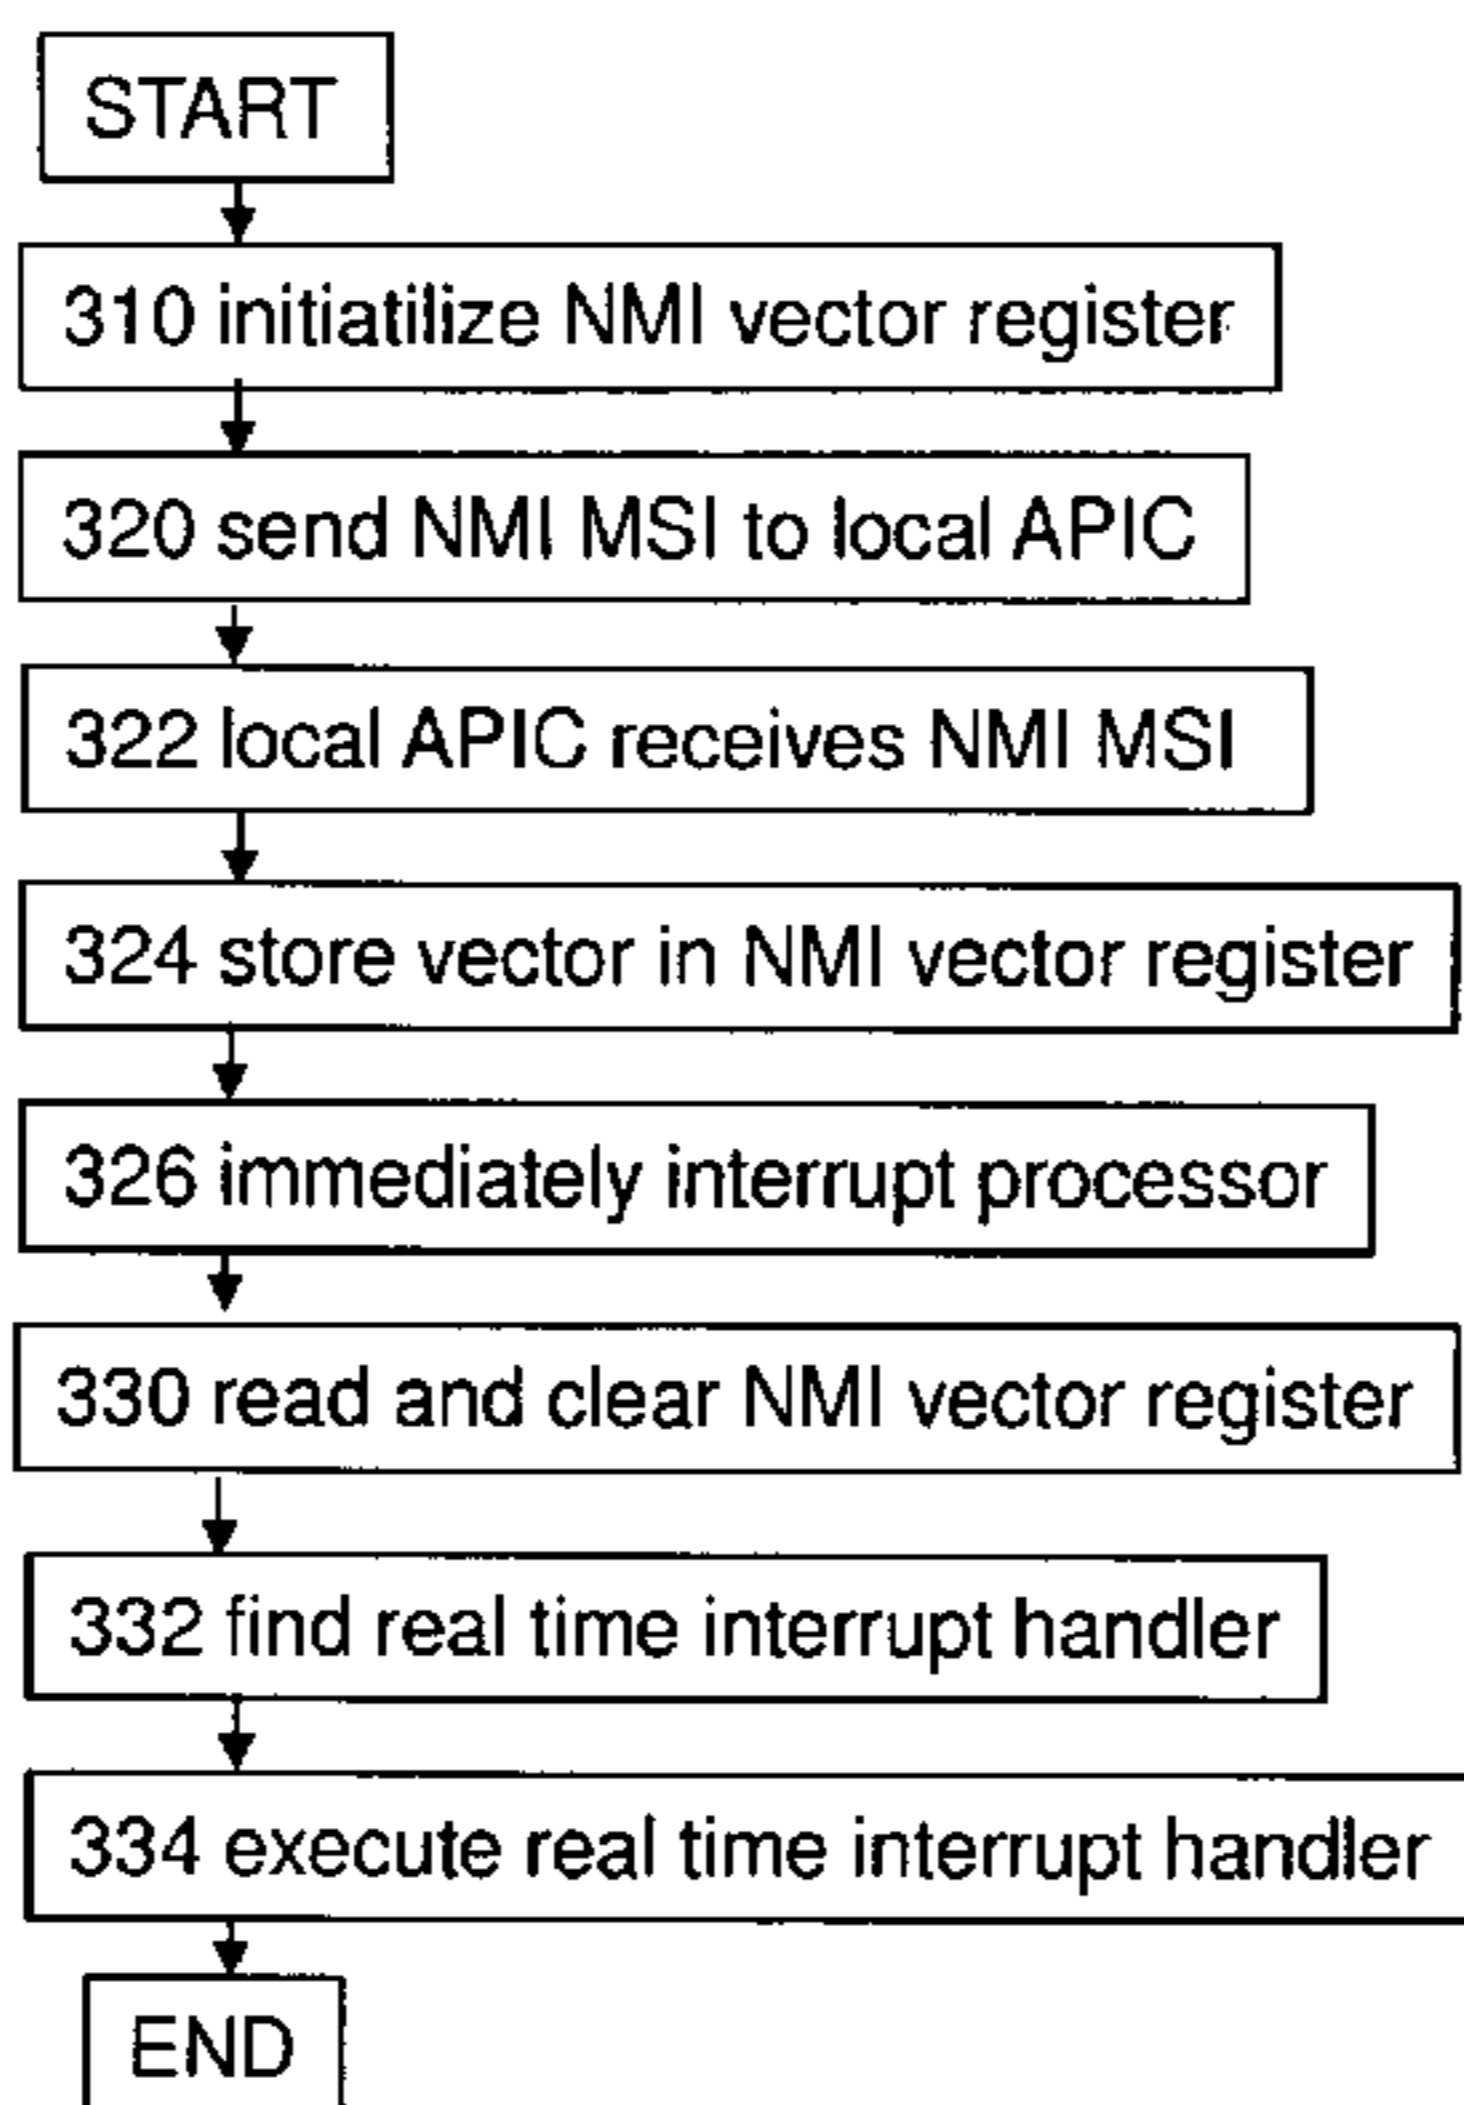 START
310 initiatilize NMI vector register
320 send NMI MSI to local APIC
322 local APIC receives NMI MSI
324 store vector in NMI vector register
326 immediately interrupt processor
330 read and clear NMI vector register
332 find real time interrupt handler
334 execute real time interrupt handler
END